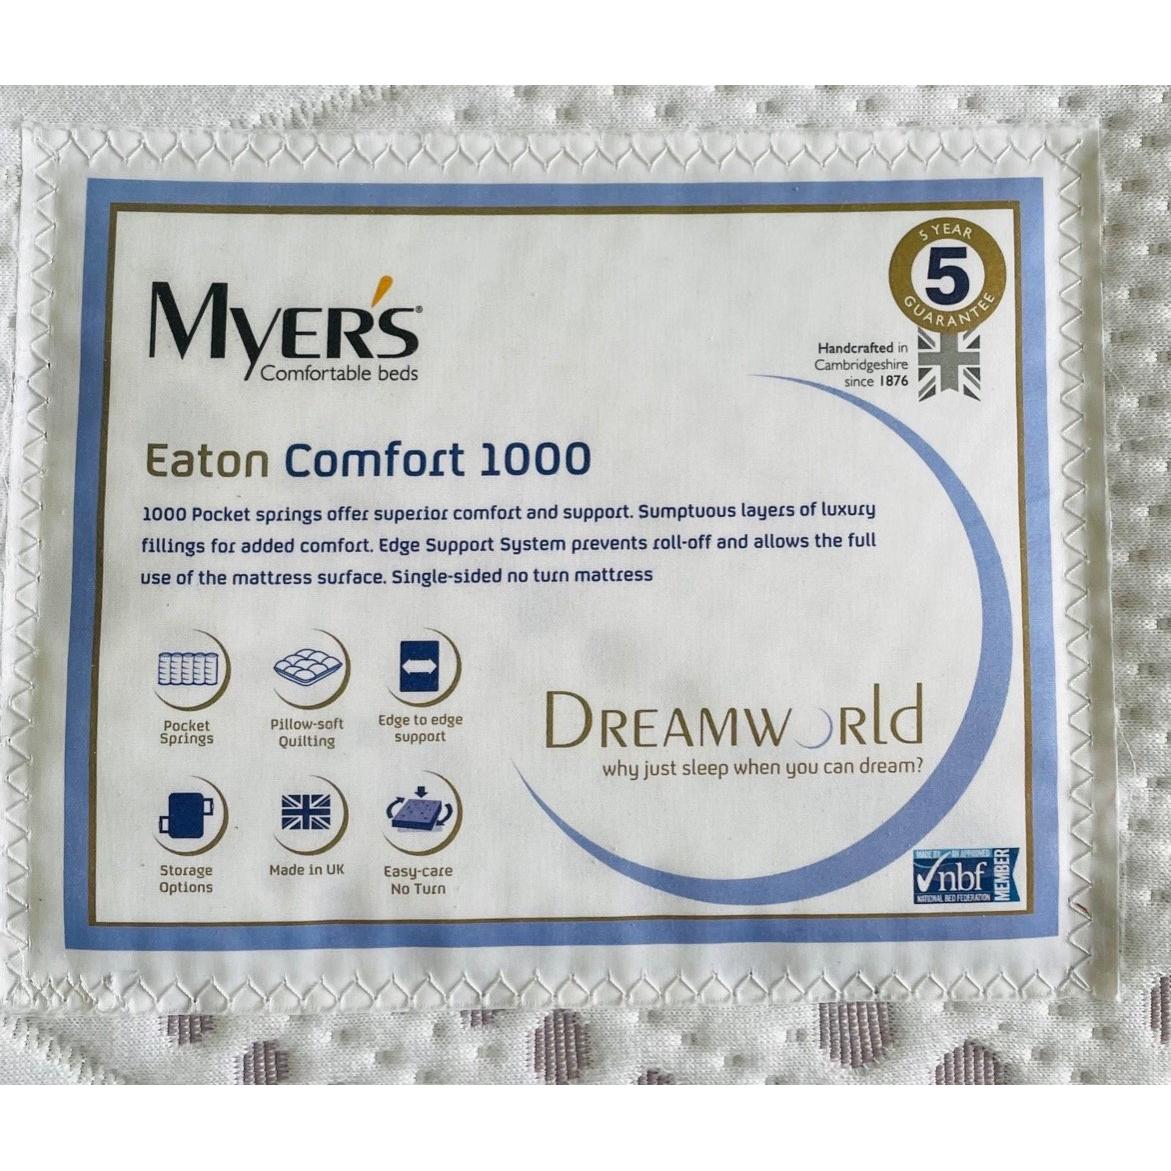 5 YEAR
5
GUARANTEE
MYER'S®
Comfortable beds
Handcrafted in
Cambridgeshire
since 1876
Eaton Comfort 1000
1000 Pocket springs offer superior comfort and support. Sumptuous layers of luxury
fillings for added comfort. Edge Support System prevents roll-off and allows the full
use of the mattress surface. Single-sided no turn mattress
Pocket
Springs
Pillow-soft
Quilting
Edge to edge
support
DREAMWORld
why just sleep when you can dream?
Storage
Options
Made in UK
Easy-care
No Turn
MADE BY AN APPROVED
nbf
NATIONAL BED FEDERATION
MEMBER